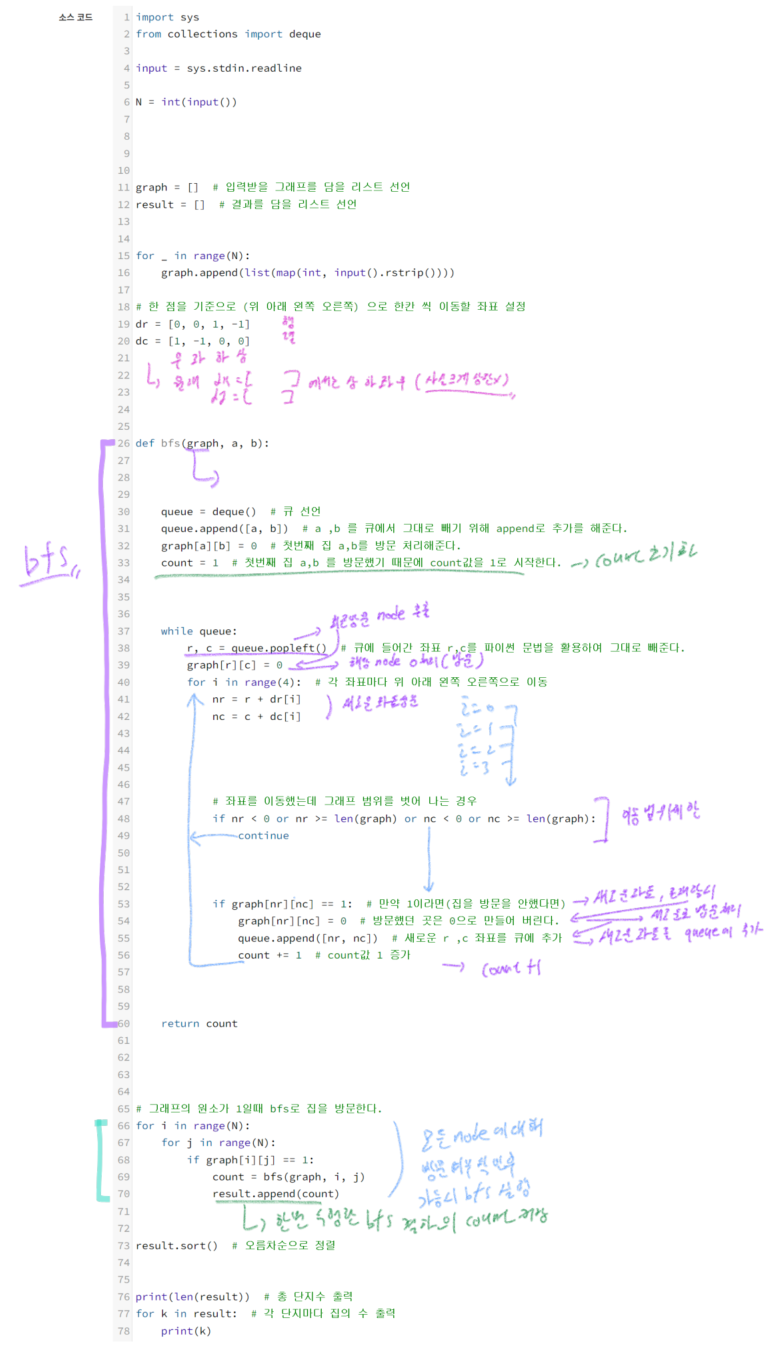 소스 코드
1 import sys
2 from collections import deque
3
4 input = sys.stdin.readline
5
6 N = int(input())
7
8
9
10
11 graph = []  # 입력받을 그래프를 담을 리스트 선언
12 result = []  # 결과를 담을 리스트 선언
13
14
15 for _ in range(N):
16     graph.append(list(map(int, input().rstrip())))
17
18 # 한 점을 기준으로 (위 아래 왼쪽 오른쪽) 으로 한칸 씩 이동할 좌표 설정
19 dr = [0, 0, 1, -1] 행
20 dc = [1, -1, 0, 0] 열
21 우 좌 하 상
22 원래 dx = [ ] 에서는 상 하 좌 우
23 dy = [ ]
24
25
26 def bfs(graph, a, b):
27
28
29
30     queue = deque()  # 큐 선언
31     queue.append([a, b])  # a ,b 를 큐에서 그대로 빼기 위해 append로 추가를 해준다.
32     graph[a][b] = 0  # 첫번째 집 a,b를 방문 처리해준다.
bfs
33     count = 1  # 첫번째 집 a,b 를 방문했기 때문에 count값을 1로 시작한다. → count 초기화
34
35
36 node 추출
37     while queue:
38         r, c = queue.popleft()  # 큐에 들어간 좌표 r,c를 파이썬 문법을 활용하여 그대로 빼준다.
39         graph[r][c] = 0 해당 node 0처리(방문)
40         for i in range(4):  # 각 좌표마다 위 아래 왼쪽 오른쪽으로 이동
41             nr = r + dr[i] 새로운
42             nc = c + dc[i] i=0
43 i=1
44 i=2
45 i=3
46
47             # 좌표를 이동했는데 그래프 범위를 벗어 나는 경우
48             if nr < 0 or nr >= len(graph) or nc < 0 or nc >= len(graph): 이동 범위제한
49                 continue
50
51
52
53             if graph[nr][nc] == 1:  # 만약 1이라면(집을 방문을 안했다면) → 새로운 좌표,
54                 graph[nr][nc] = 0  # 방문했던 곳은 0으로 만들어 버린다. 방문처리
55                 queue.append([nr, nc])  # 새로운 r ,c 좌표를 큐에 추가 → 새로운 좌표를 queue에 추가
56                 count += 1  # count값 1 증가
57 → count +1
58
59
60     return count
61
62
63
64
65 # 그래프의 원소가 1일때 bfs로 집을 방문한다.
66 for i in range(N):
67     for j in range(N): 모든 node에 대해
68         if graph[i][j] == 1:
69             count = bfs(graph, i, j) 방문 여부 확인후
70             result.append(count) 가능시 bfs 실행
71 한번 수행한 bfs 결과의 count 저장
72
73 result.sort()  # 오름차순으로 정렬
74
75
76 print(len(result))  # 총 단지수 출력
77 for k in result:  # 각 단지마다 집의 수 출력
78     print(k)